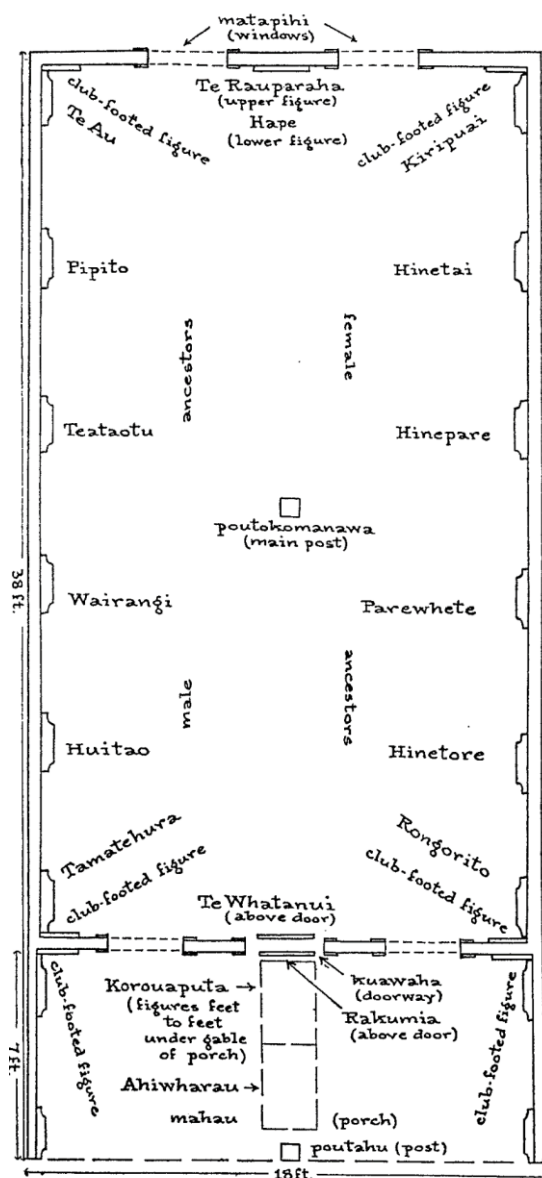 matapihi
(windows)
Te Rauparaha
(upper figure)
Hape
(lower figure)
club-footed figure
Te Au
club-footed figure
Kiripuai
Pipito
Hinetai
ancestors
female
Teataotu
Hinepare
poutokomanawa
(main post)
38 ft.
Wairangi
Parewhete
male
ancestors
Huitao
Hinetore
Tamatehura
club-footed figure
Rongorito
club-footed figure
Te Whatanui
(above door)
Korouaputa
(figures feet
to feet
under gable
of porch)
kuawaha
(doorway)
Rakumia
(above door)
club-footed figure
club-footed figure
7 ft.
Ahiwharau
mahau
(porch)
poutahu (post)
18 ft.